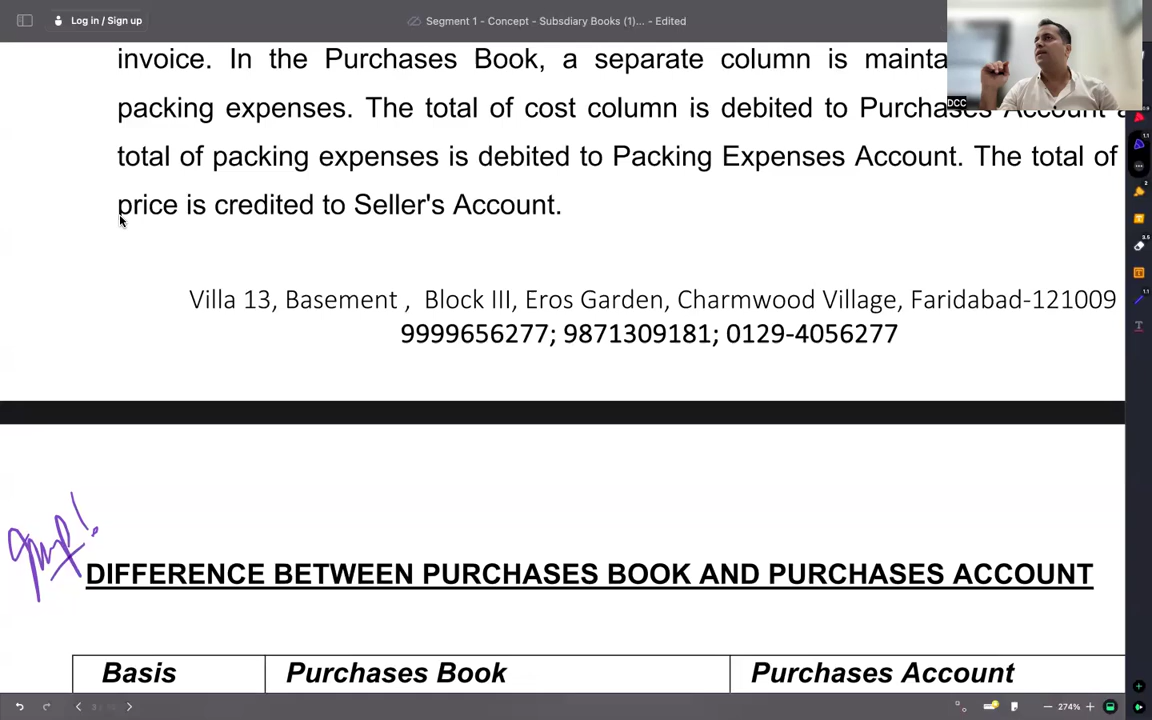 Log in / Sign up
Segment 1 - Concept - Subsdiary Books (1)... - Edited
invoice. In the Purchases Book, a separate column is mainta
DCC
packing expenses. The total of cost column is debited to Purchases Account a
total of packing expenses is debited to Packing Expenses Account. The total of
price is credited to Seller's Account.
Villa 13, Basement , Block III, Eros Garden, Charmwood Village, Faridabad-121009
9999656277; 9871309181; 0129-4056277
Imp!
DIFFERENCE BETWEEN PURCHASES BOOK AND PURCHASES ACCOUNT
Basis Purchases Book Purchases Account
274%